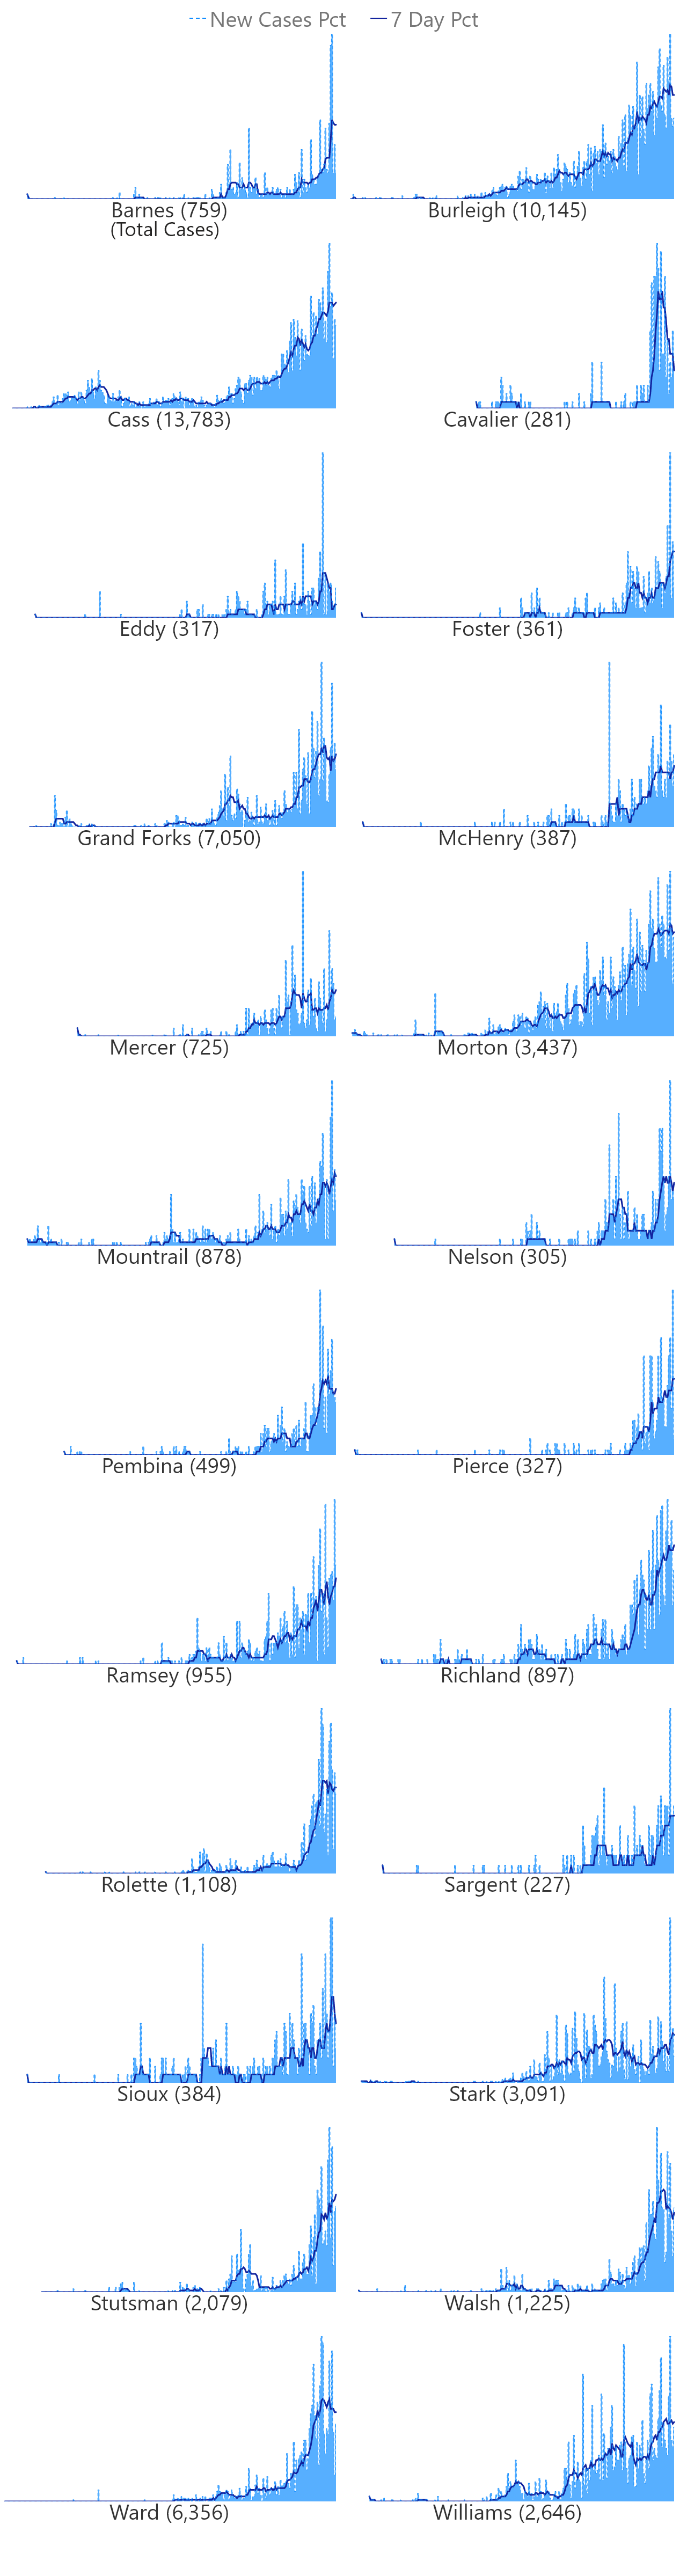 New Cases Pct 7 Day Pct
Barnes (759) Burleigh (10,145)
(Total Cases)
Cass (13,783) Cavalier (281)
Eddy (317) Foster (361)
Grand Forks (7,050) McHenry (387)
Mercer (725) Morton (3,437)
Mountrail (878) Nelson (305)
Pembina (499) Pierce (327)
Ramsey (955) Richland (897)
Rolette (1,108) Sargent (227)
Sioux (384) Stark (3,091)
Stutsman (2,079) Walsh (1,225)
Ward (6,356) Williams (2,646)